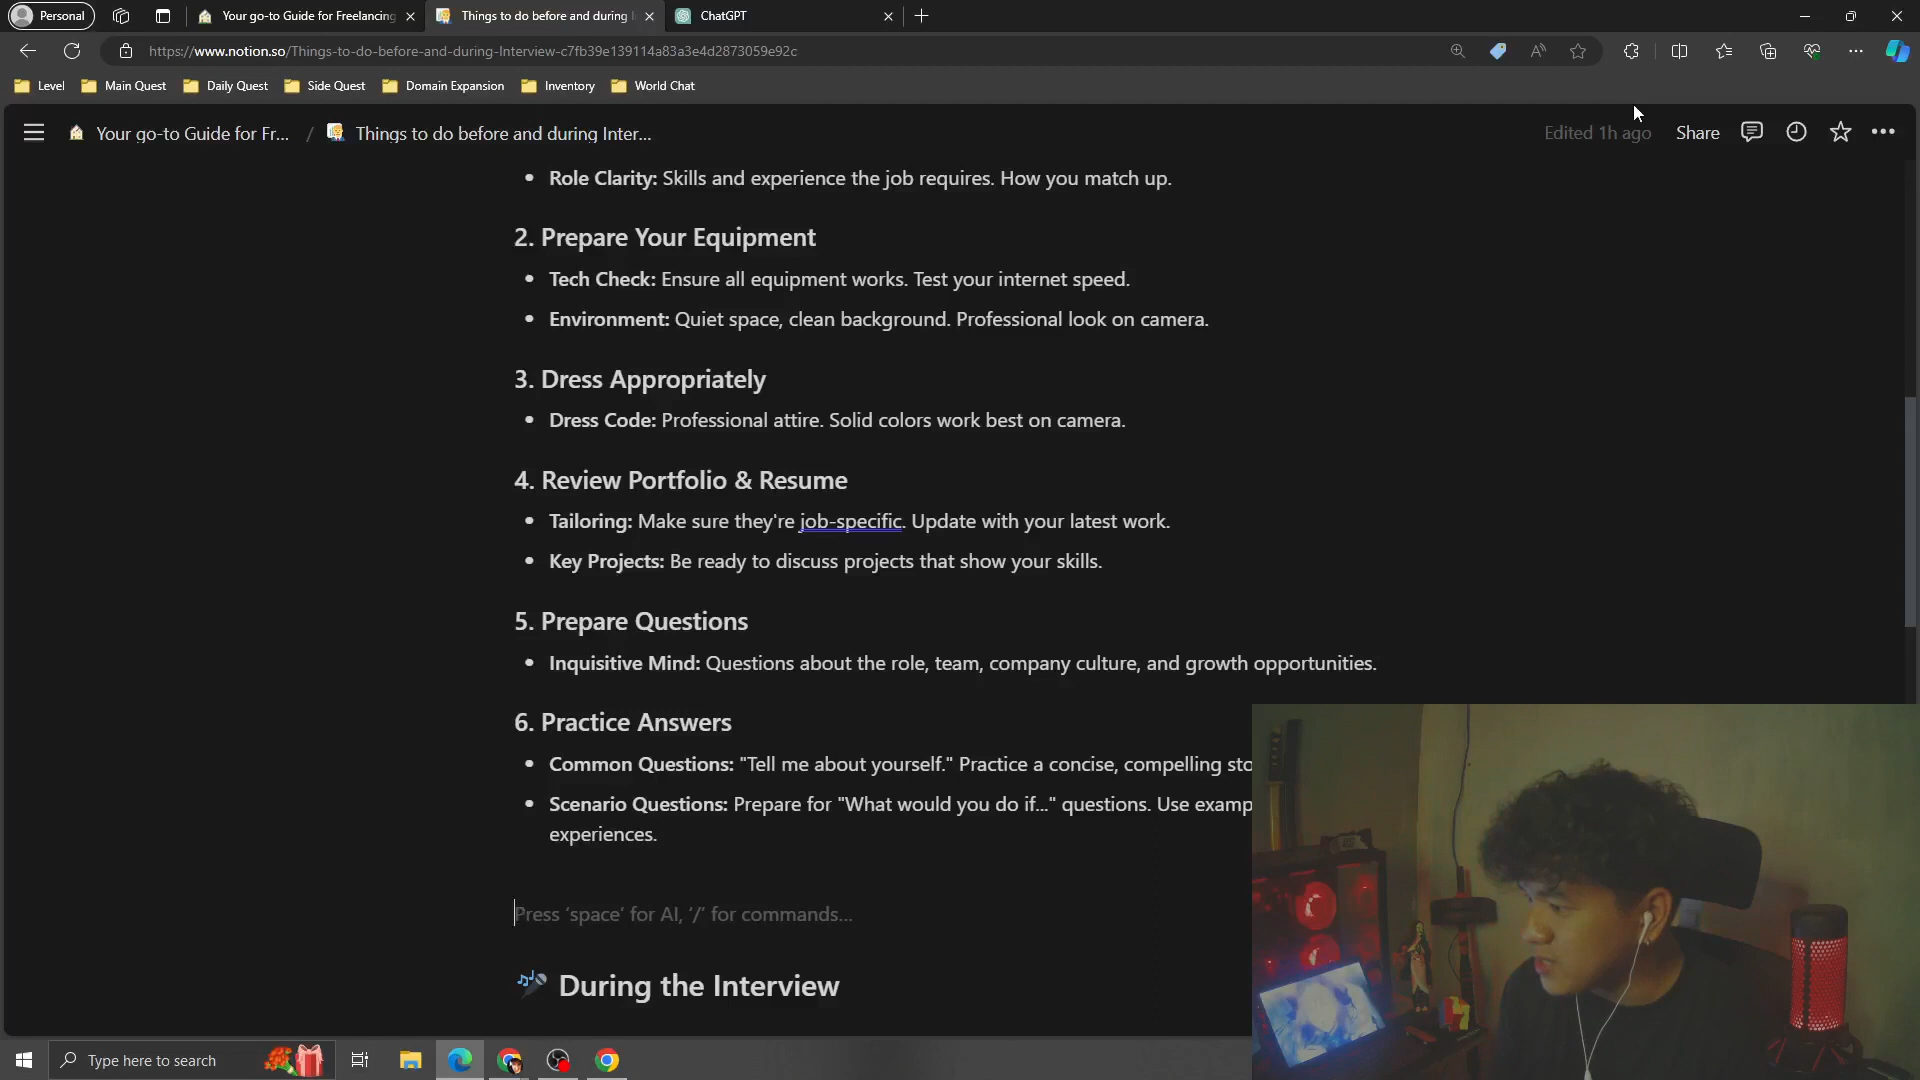 Personal
Your go-to Guide for Freelancing
Things to do before and during I
ChatGPT
https://www.notion.so/Things-to-do-before-and-during-Interview-c7fb39e139114a83a3e4d2873059e92c
Level
Main Quest
Daily Quest
Side Quest
Domain Expansion
Inventory
World Chat
Your go-to Guide for Fr...
/
Things to do before and during Inter...
Edited 1h ago
Share
• Role Clarity: Skills and experience the job requires. How you match up.
2. Prepare Your Equipment
• Tech Check: Ensure all equipment works. Test your internet speed.
• Environment: Quiet space, clean background. Professional look on camera.
3. Dress Appropriately
• Dress Code: Professional attire. Solid colors work best on camera.
4. Review Portfolio & Resume
• Tailoring: Make sure they're job-specific. Update with your latest work.
• Key Projects: Be ready to discuss projects that show your skills.
5. Prepare Questions
• Inquisitive Mind: Questions about the role, team, company culture, and growth opportunities.
6. Practice Answers
• Common Questions: "Tell me about yourself." Practice a concise, compelling sto
• Scenario Questions: Prepare for "What would you do if..." questions. Use examp
experiences.
Press ‘space’ for AI, ‘/’ for commands...
During the Interview
Type here to search